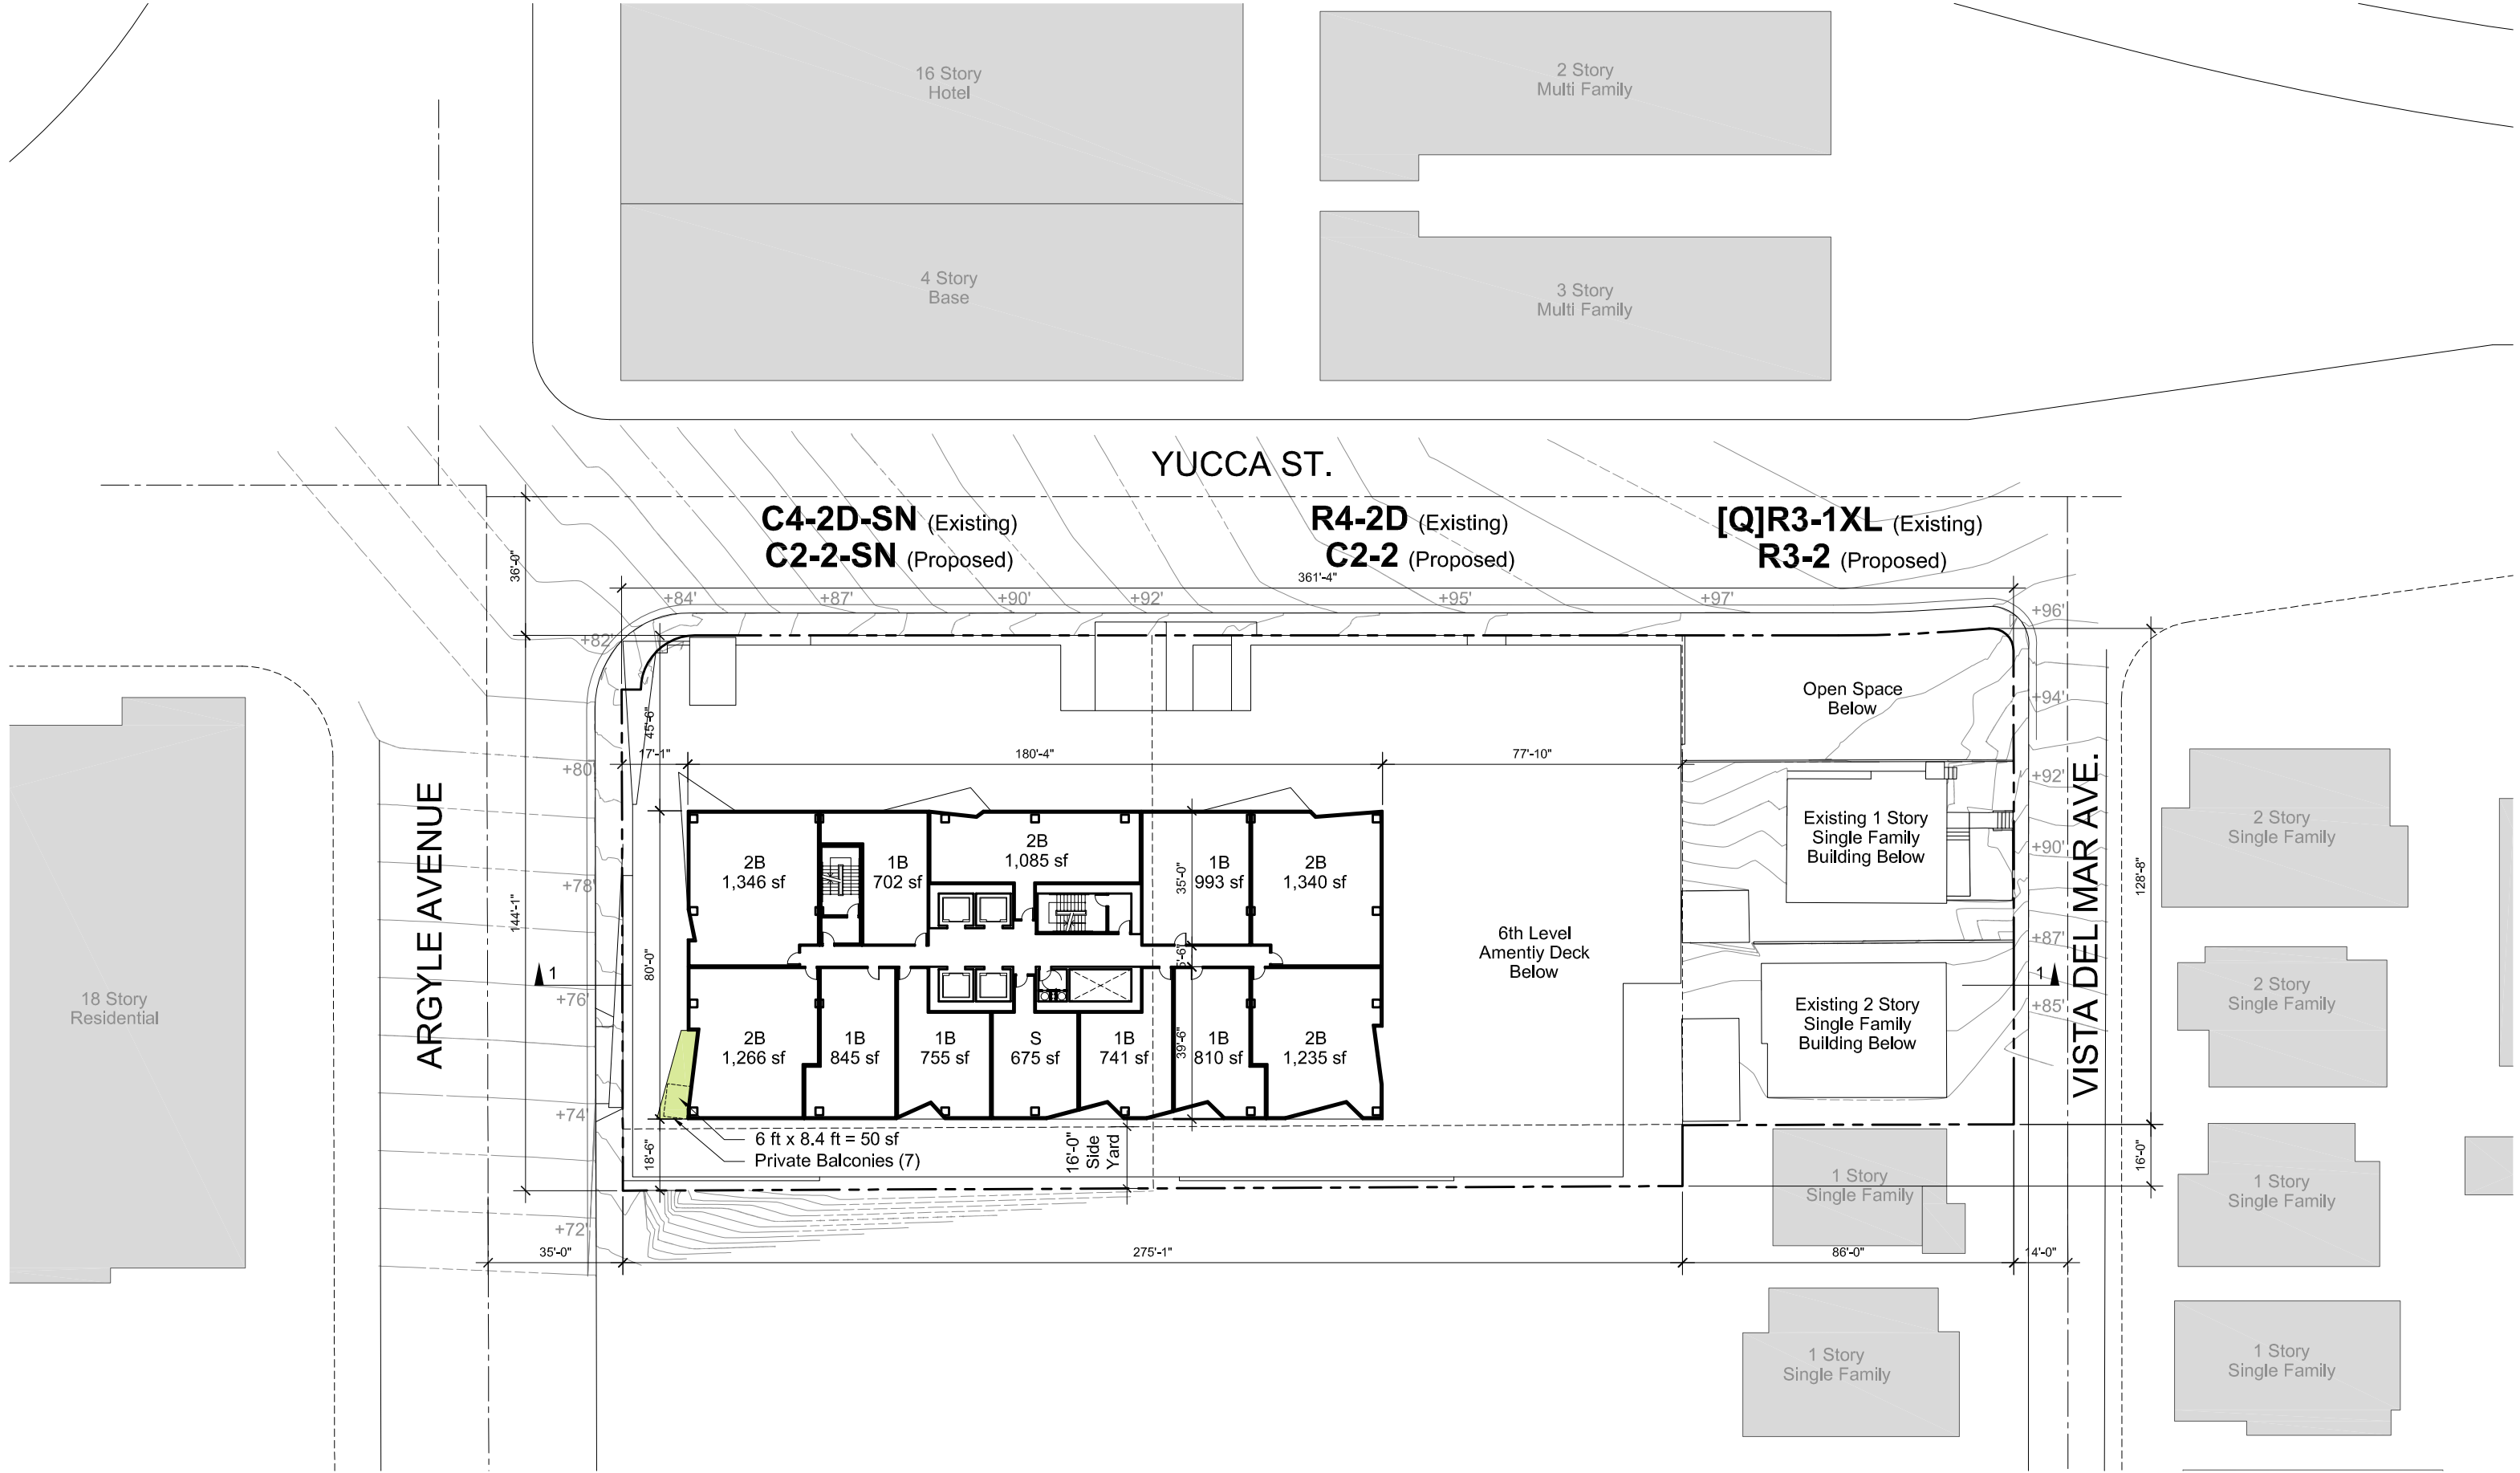 16 Story
Hotel
2 Story
Multi Family
4 Story
Base
3 Story
Multi Family
YUCCA ST.
C4-2D-SN (Existing)
C2-2-SN (Proposed)
R4-2D (Existing)
C2-2 (Proposed)
[Q]R3-1XL (Existing)
R3-2 (Proposed)
36'-0"
361'-4"
+84'
+87'
+90'
+92'
+95'
+97'
+96'
+82'
Open Space
Below
+94'
45'-6"
17'-1"
180'-4"
77'-10"
+80'
+92'
ARGYLE AVENUE
VISTA DEL MAR AVE.
2B
1,346 sf
1B
702 sf
2B
1,085 sf
1B
993 sf
2B
1,340 sf
35'-0"
Existing 1 Story
Single Family
Building Below
+90'
128'-8"
2 Story
Single Family
+78'
144'-1"
80'-0"
6th Level
Amentiy Deck
Below
+87'
1
+76'
1
+85'
18 Story
Residential
Existing 2 Story
Single Family
Building Below
2 Story
Single Family
2B
1,266 sf
1B
845 sf
1B
755 sf
S
675 sf
1B
741 sf
39'-6"
1B
810 sf
2B
1,235 sf
+74'
6 ft x 8.4 ft = 50 sf
Private Balconies (7)
18'-6"
16'-0"
Side
Yard
16'-0"
1 Story
Single Family
1 Story
Single Family
+72'
35'-0"
275'-1"
86'-0"
14'-0"
1 Story
Single Family
1 Story
Single Family